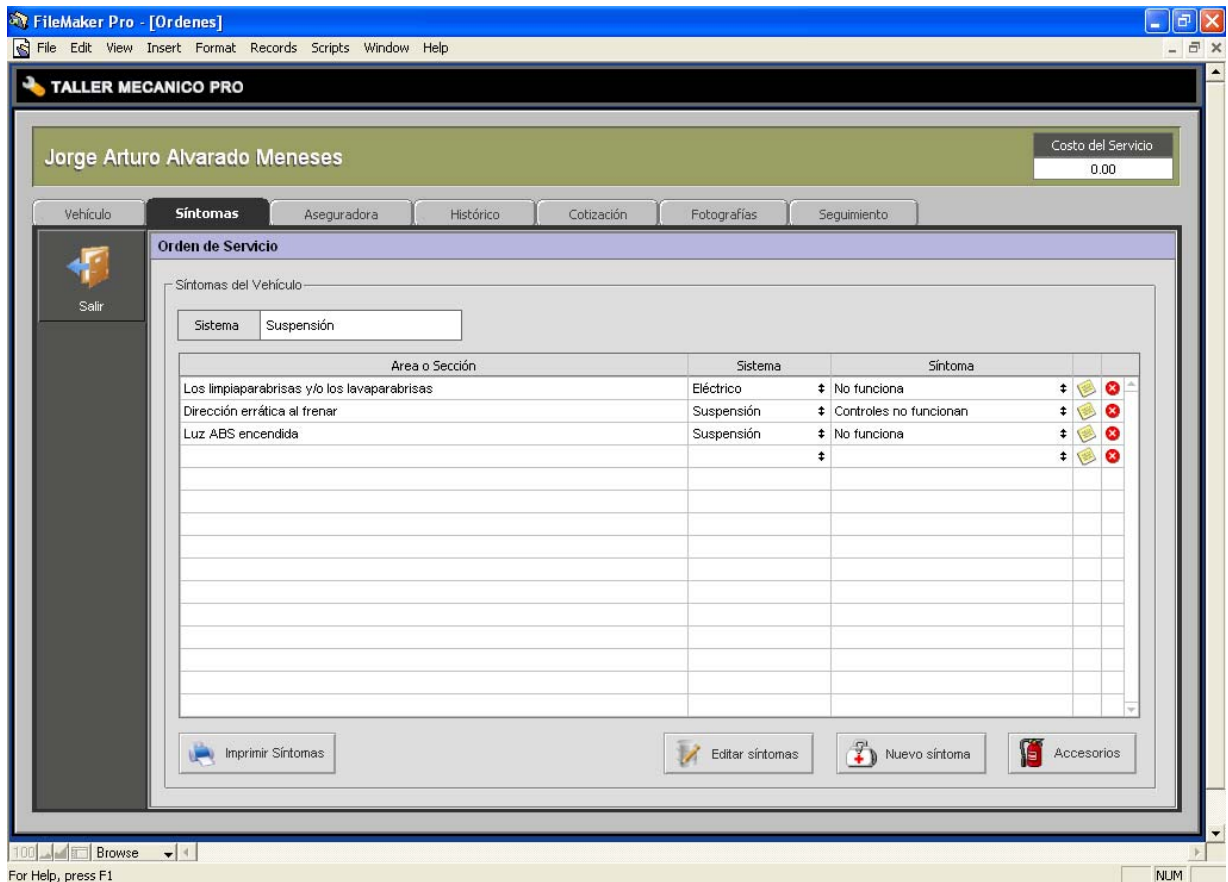 FileMaker Pro - [Ordenes]
File Edit View Insert Format Records Scripts Window Help
TALLER MECANICO PRO
Jorge Arturo Alvarado Meneses
Costo del Servicio
0.00
Vehículo Síntomas Aseguradora Histórico Cotización Fotografías Seguimiento
Salir
Orden de Servicio
Síntomas del Vehículo
Sistema Suspensión
Area o Sección Sistema Síntoma
Los limpiaparabrisas y/o los lavaparabrisas Eléctrico No funciona
Dirección errática al frenar Suspensión Controles no funcionan
Luz ABS encendida Suspensión No funciona
Imprimir Síntomas Editar síntomas Nuevo síntoma Accesorios
100 Browse
For Help, press F1 NUM